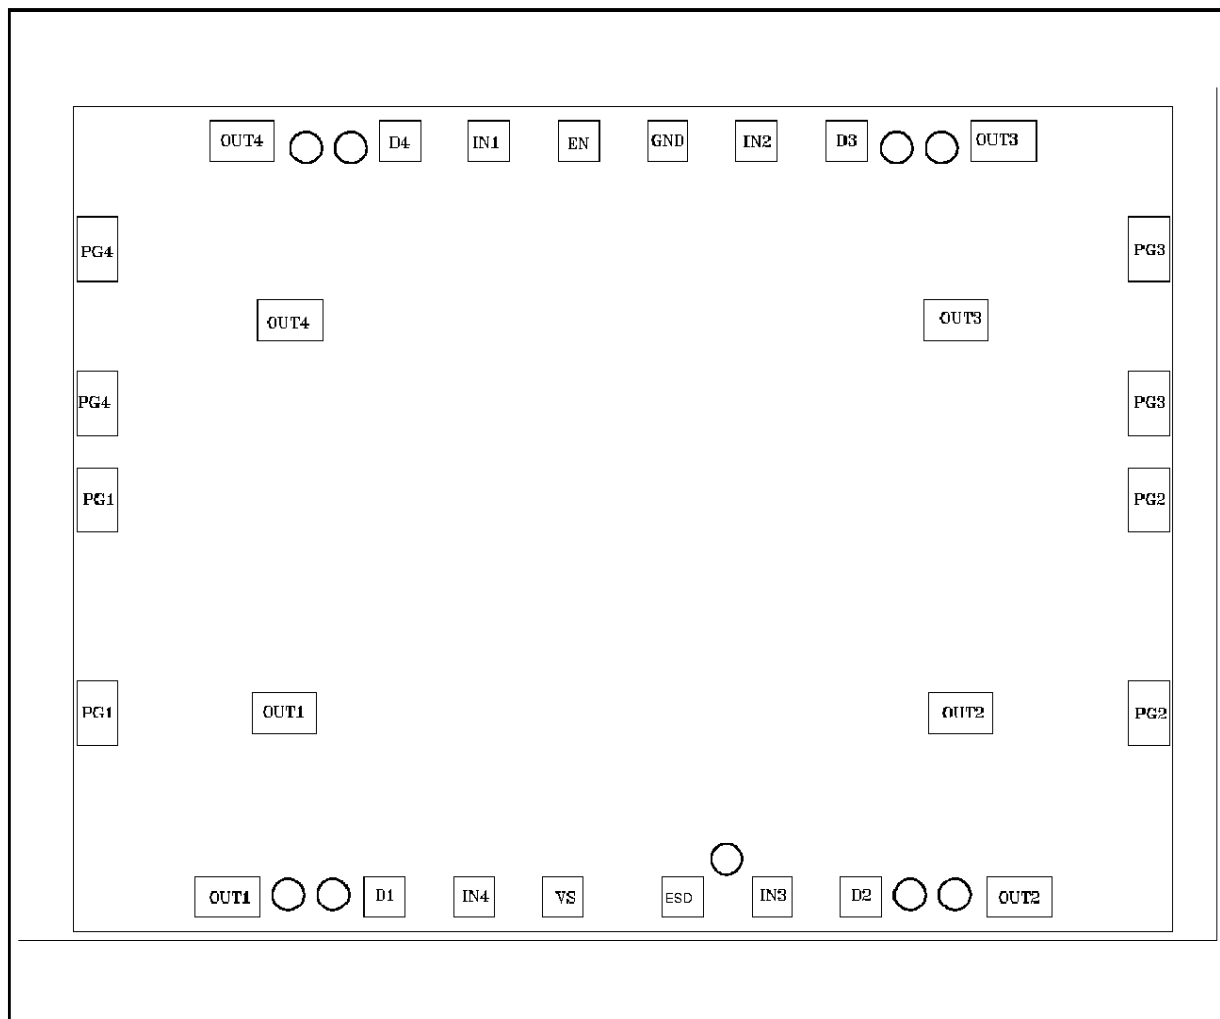 OUT4 D4 IN1 EN GND IN2 D3 OUT3
PG4 PG3
OUT4 OUT3
PG4 PG3
PG1 PG2
PG1 OUT1 OUT2 PG2
OUT1 D1 IN4 VS ESD IN3 D2 OUT2